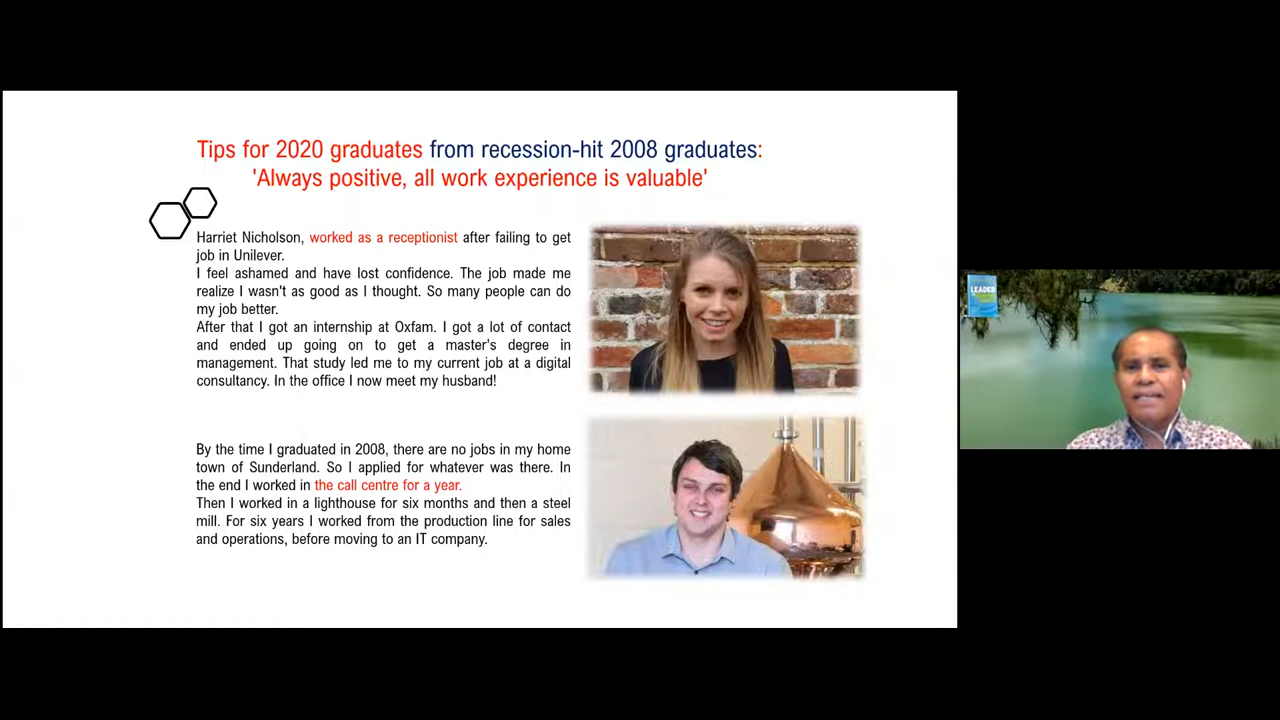 Tips for 2020 graduates from recession-hit 2008 graduates:
'Always positive, all work experience is valuable'
Harriet Nicholson, worked as a receptionist after failing to get
job in Unilever.
I feel ashamed and have lost confidence. The job made me
realize I wasn't as good as I thought. So many people can do
my job better.
After that I got an internship at Oxfam. I got a lot of contact
and ended up going on to get a master's degree in
management. That study led me to my current job at a digital
consultancy. In the office I now meet my husband!
By the time I graduated in 2008, there are no jobs in my home
town of Sunderland. So I applied for whatever was there. In
the end I worked in the call centre for a year.
Then I worked in a lighthouse for six months and then a steel
mill. For six years I worked from the production line for sales
and operations, before moving to an IT company.
LEADER